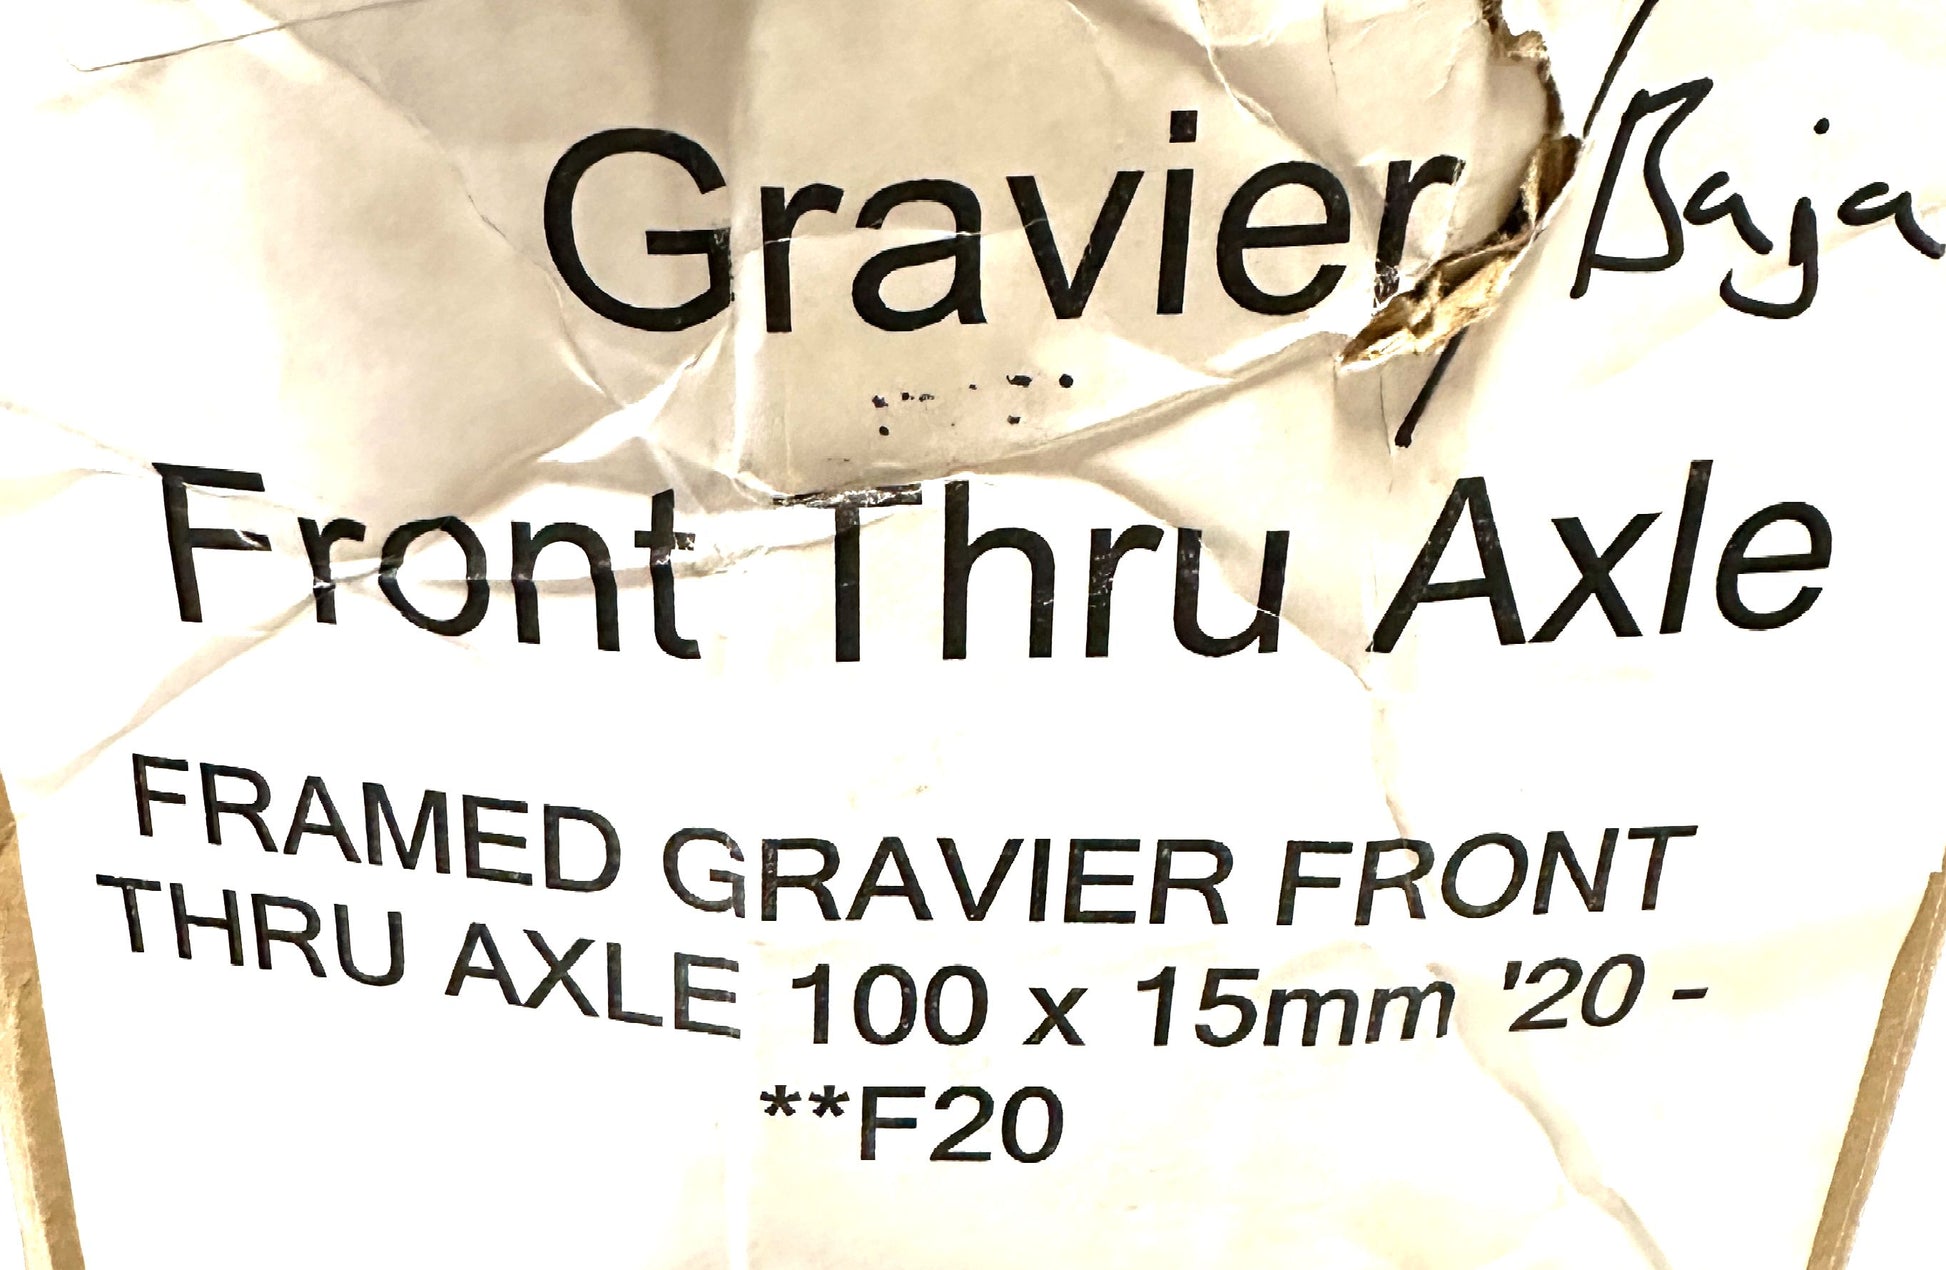 Gravier / Baja
Front Thru Axle
FRAMED GRAVIER FRONT
THRU AXLE 100 x 15mm '20 -
**F20